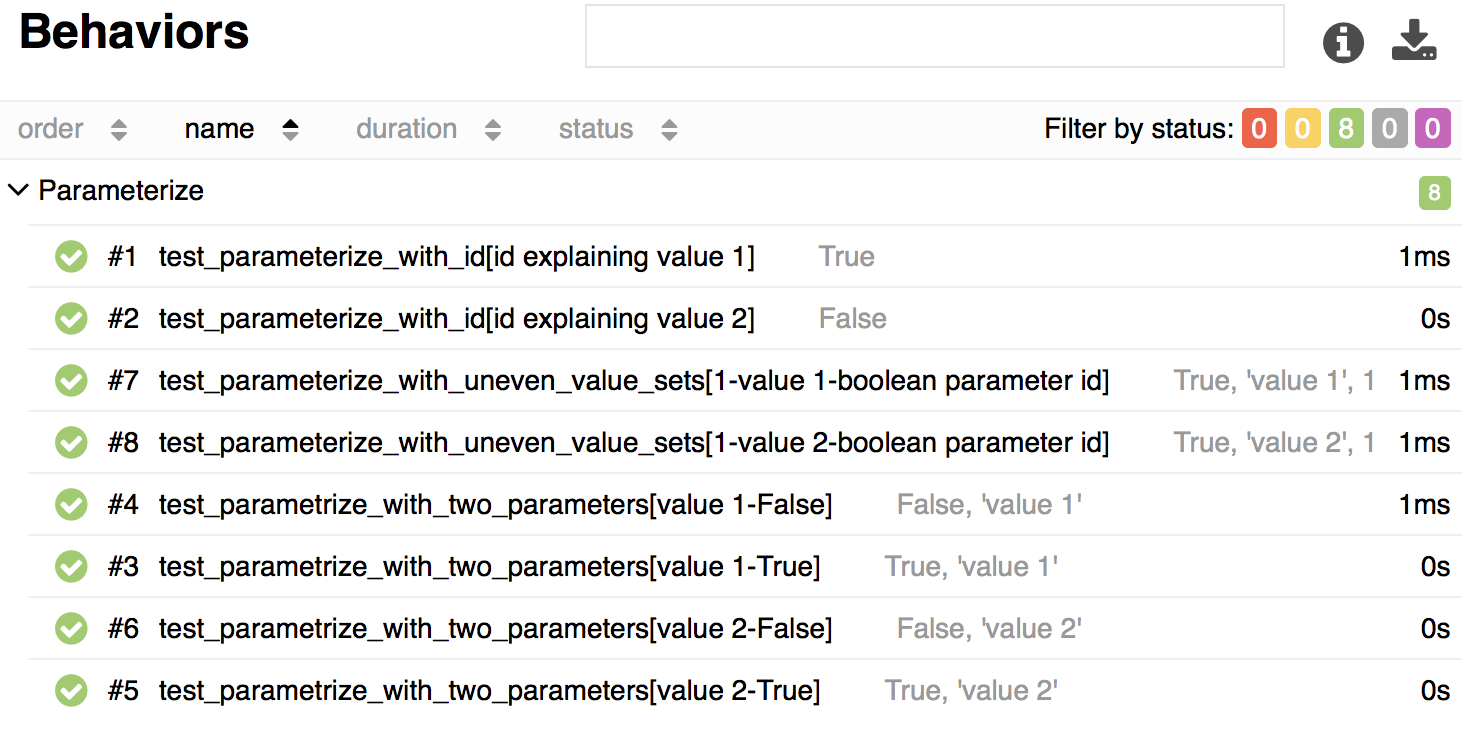 Behaviors
order name duration status Filter by status: 0 0 8 0 0
Parameterize 8
#1 test_parameterize_with_id[id explaining value 1] True 1ms
#2 test_parameterize_with_id[id explaining value 2] False 0s
#7 test_parameterize_with_uneven_value_sets[1-value 1-boolean parameter id] True, 'value 1', 1 1ms
#8 test_parameterize_with_uneven_value_sets[1-value 2-boolean parameter id] True, 'value 2', 1 1ms
#4 test_parametrize_with_two_parameters[value 1-False] False, 'value 1' 1ms
#3 test_parametrize_with_two_parameters[value 1-True] True, 'value 1' 0s
#6 test_parametrize_with_two_parameters[value 2-False] False, 'value 2' 0s
#5 test_parametrize_with_two_parameters[value 2-True] True, 'value 2' 0s